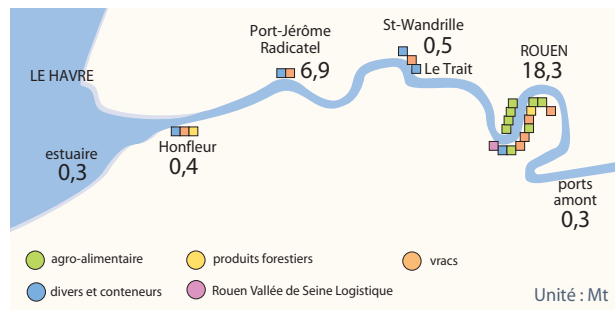 Port-Jérôme
Radicatel
6,9
St-Wandrille
0,5
Le Trait
ROUEN
18,3
LE HAVRE
estuaire
0,3
Honfleur
0,4
ports
amont
0,3
agro-alimentaire
produits forestiers
vracs
divers et conteneurs
Rouen Vallée de Seine Logistique
Unité : Mt